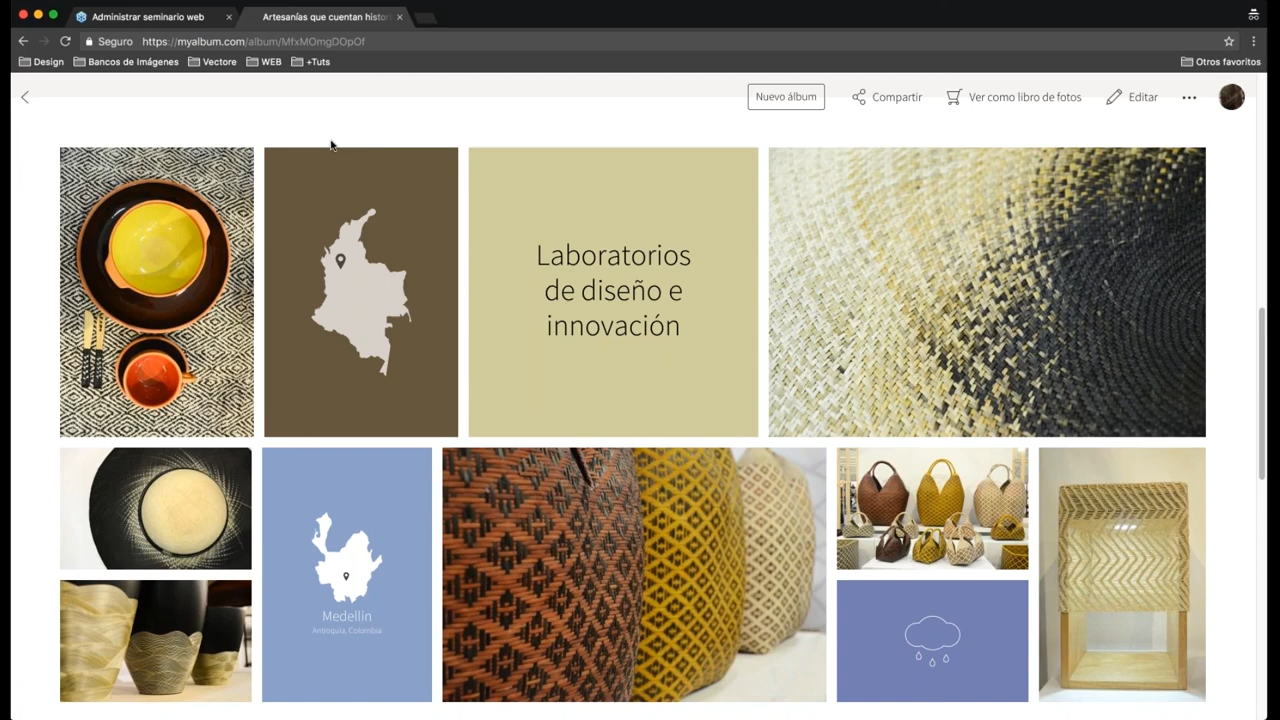 Administrar seminario web
Artesanías que cuentan histori
Seguro
https://myalbum.com/album/MfxMOmgDOpOf
Design
Bancos de Imágenes
Vectore
WEB
+Tuts
Otros favoritos
Nuevo álbum
Compartir
Ver como libro de fotos
Editar
Laboratorios
de diseño e
innovación
Medellín
Antioquia, Colombia